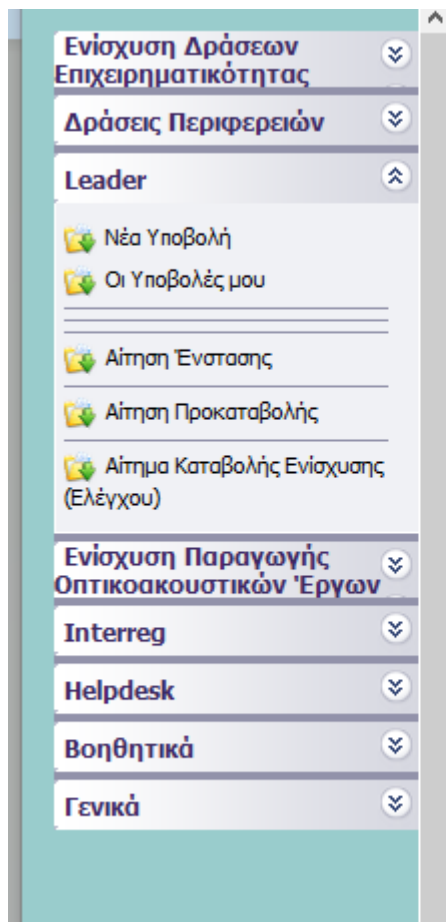 Ενίσχυση Δράσεων
Επιχειρηματικότητας
Δράσεις Περιφερειών
Leader
Νέα Υποβολή
Οι Υποβολές μου
Αίτηση Ένστασης
Αίτηση Προκαταβολής
Αίτημα Καταβολής Ενίσχυσης
(Ελέγχου)
Ενίσχυση Παραγωγής
Οπτικοακουστικών Έργων
Interreg
Helpdesk
Βοηθητικά
Γενικά